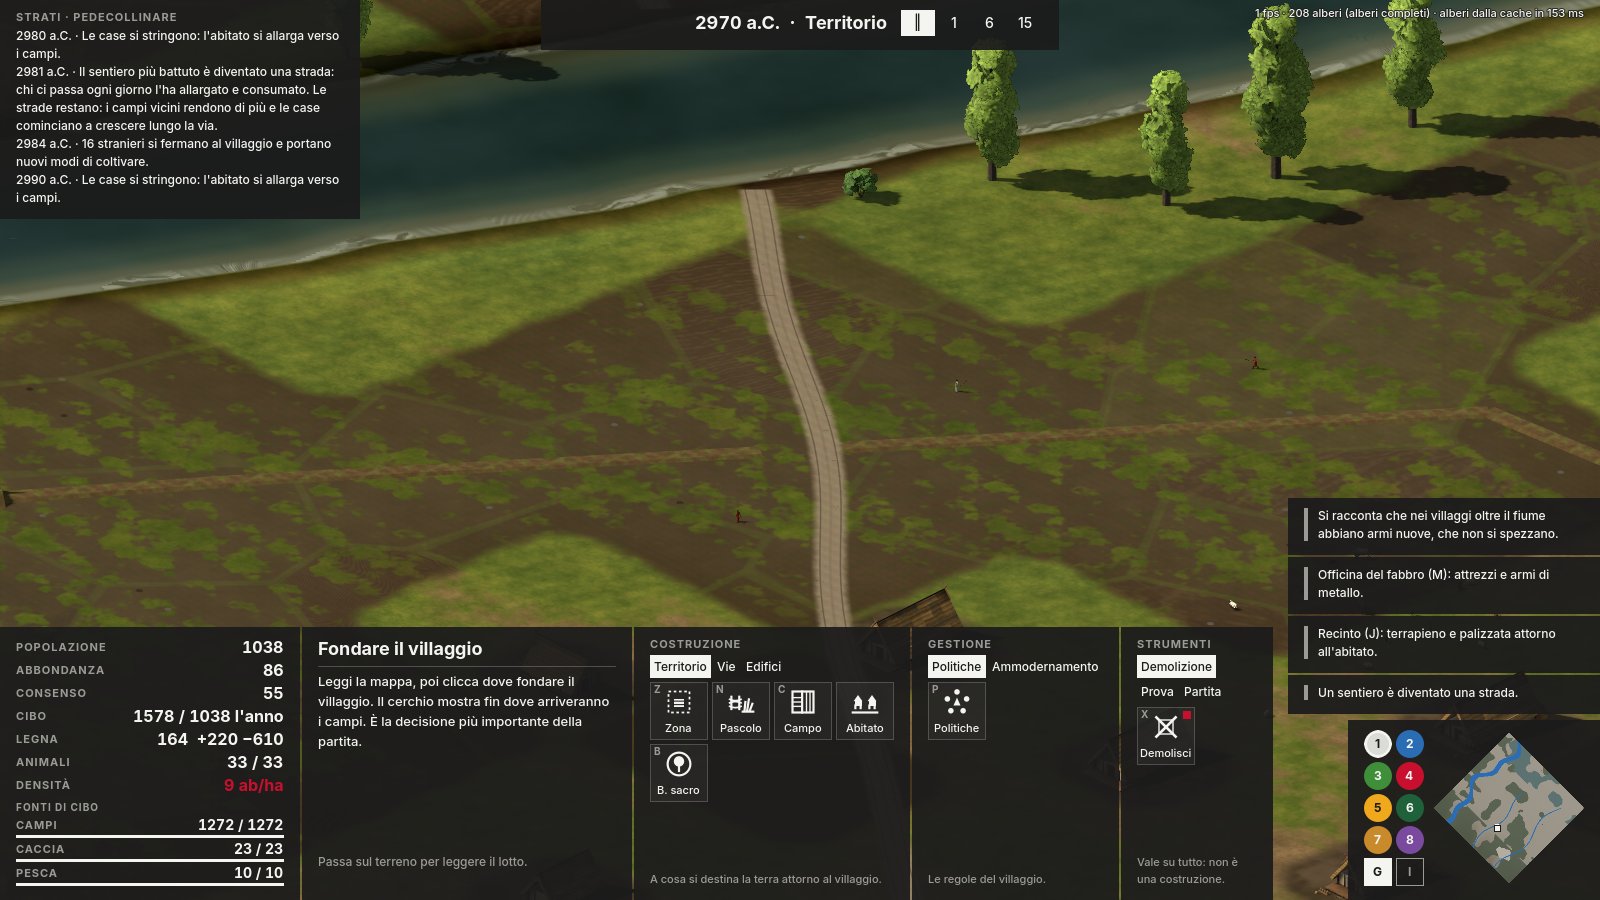 STRATI · PEDECOLLINARE
2980 a.C. · Le case si stringono: l'abitato si allarga verso
i campi.
2981 a.C. · Il sentiero più battuto è diventato una strada:
chi ci passa ogni giorno l'ha allargato e consumato. Le
strade restano: i campi vicini rendono di più e le case
cominciano a crescere lungo la via.
2984 a.C. · 16 stranieri si fermano al villaggio e portano
nuovi modi di coltivare.
2990 a.C. · Le case si stringono: l'abitato si allarga verso
i campi.
2970 a.C. · Territorio 1 6 15
1 fps · 208 alberi (alberi completi) · alberi dalla cache in 153 ms
Si racconta che nei villaggi oltre il fiume
abbiano armi nuove, che non si spezzano.
Officina del fabbro (M): attrezzi e armi di
metallo.
Recinto (J): terrapieno e palizzata attorno
all'abitato.
Un sentiero è diventato una strada.
POPOLAZIONE 1038
ABBONDANZA 86
CONSENSO 55
CIBO 1578 / 1038 l'anno
LEGNA 164 +220 −610
ANIMALI 33 / 33
DENSITÀ 9 ab/ha
FONTI DI CIBO
CAMPI 1272 / 1272
CACCIA 23 / 23
PESCA 10 / 10
Fondare il villaggio
Leggi la mappa, poi clicca dove fondare il
villaggio. Il cerchio mostra fin dove arriveranno
i campi. È la decisione più importante della
partita.
Passa sul terreno per leggere il lotto.
COSTRUZIONE
Territorio Vie Edifici
Z Zona
N Pascolo
C Campo
Abitato
B B. sacro
A cosa si destina la terra attorno al villaggio.
GESTIONE
Politiche Ammodernamento
P Politiche
Le regole del villaggio.
STRUMENTI
Demolizione
Prova Partita
X Demolisci
Vale su tutto: non è
una costruzione.
1 2
3 4
5 6
7 8
G I